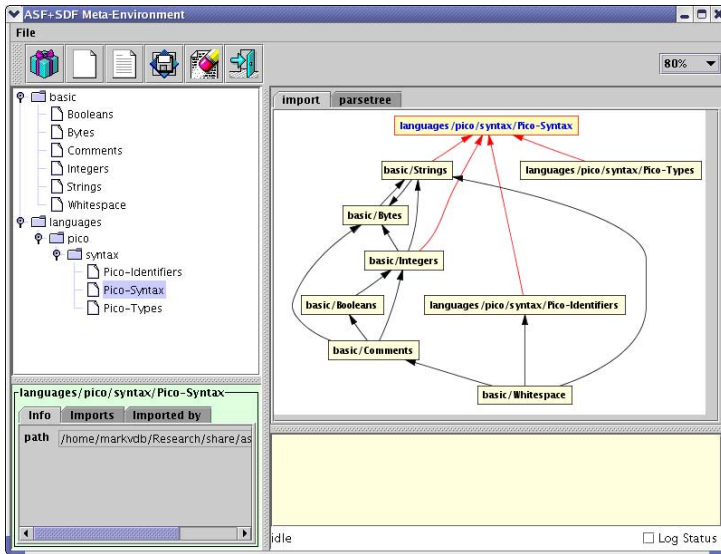 ASF+SDF Meta-Environment
File
80%
basic
Booleans
Bytes
Comments
Integers
Strings
Whitespace
languages
pico
syntax
Pico-Identifiers
Pico-Syntax
Pico-Types
import parsetree
languages/pico/syntax/Pico-Syntax
basic/Strings languages/pico/syntax/Pico-Types
basic/Bytes
basic/Integers
basic/Booleans languages/pico/syntax/Pico-Identifiers
basic/Comments
basic/Whitespace
languages/pico/syntax/Pico-Syntax
Info Imports Imported by
path /home/markvdb/Research/share/as
idle Log Status